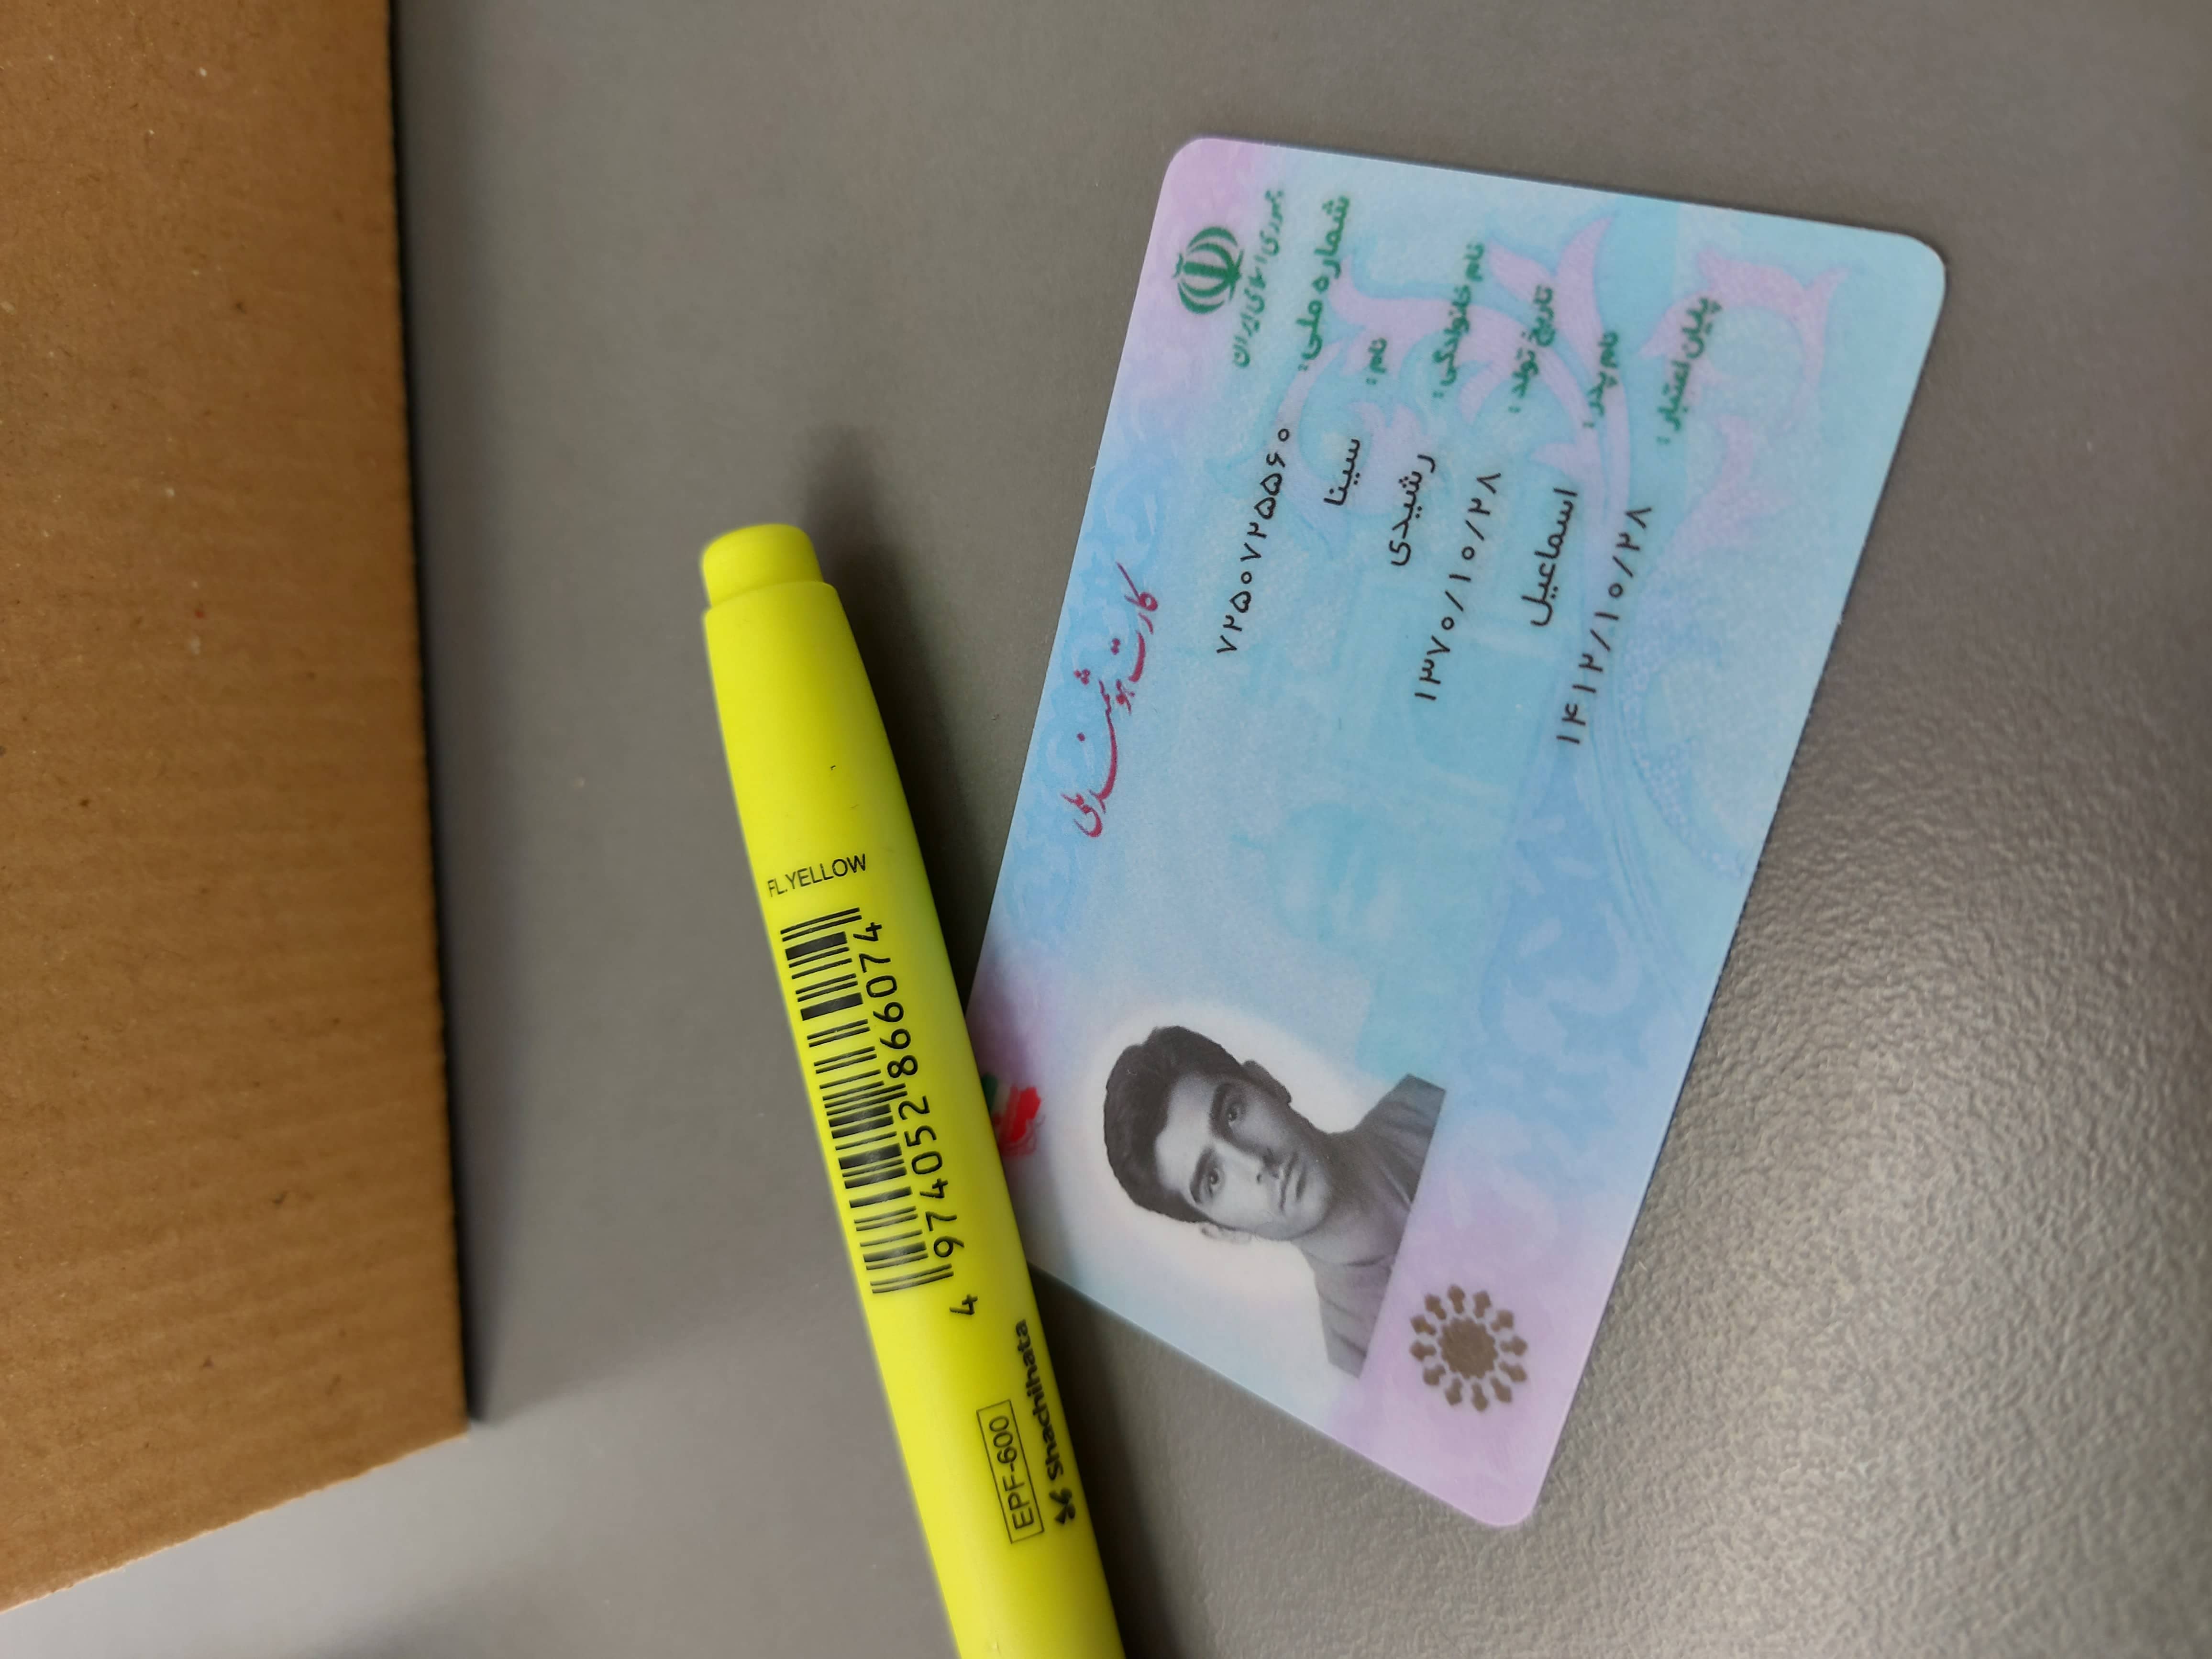 جمهوری اسلامی ایران
کارت هوشمند ملی
شماره ملی: ۷۲۵۰۷۲۵۵۶۰
نام: سینا
نام خانوادگی: رشیدی
تاریخ تولد: ۱۳۷۰/۱۰/۲۸
نام پدر: اسماعیل
پایان اعتبار: ۱۴۱۲/۱۰/۲۸
FL.YELLOW
4 974052 866074
EPF-600
Shachihata